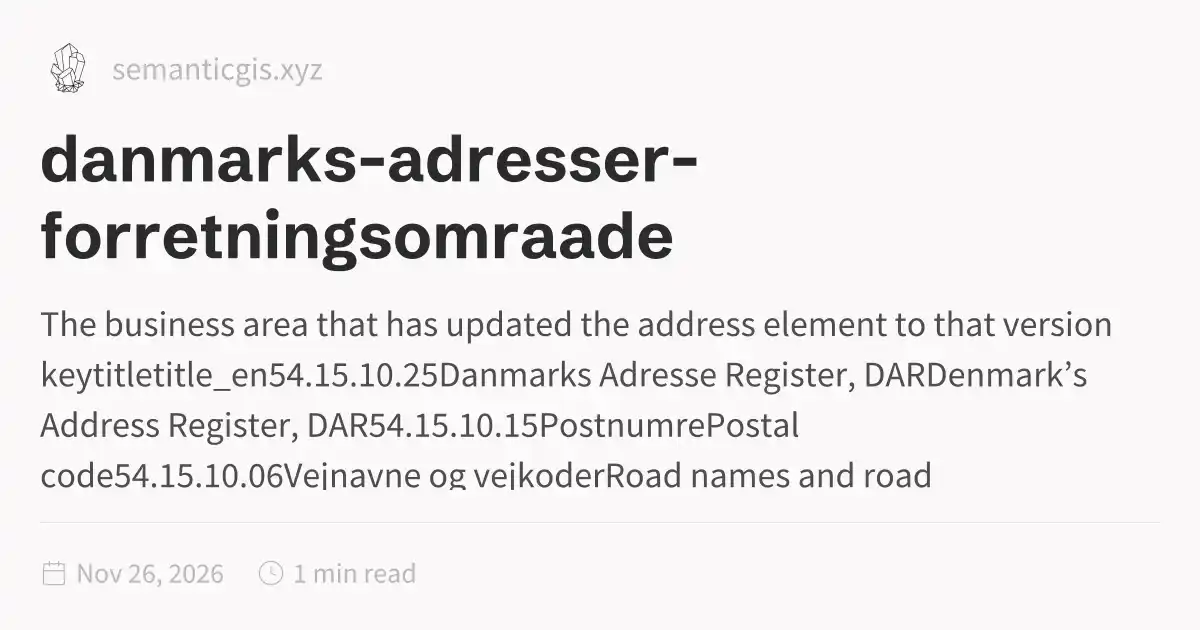 semanticgis.xyz
danmarks-adresser-
forretningsomraade
The business area that has updated the address element to that version
keytitletitle_en54.15.10.25Danmarks Adresse Register, DARDenmark’s
Address Register, DAR54.15.10.15PostnumrePostal
code54.15.10.06Vejnavne og vejkoderRoad names and road
Nov 26, 2026
1 min read